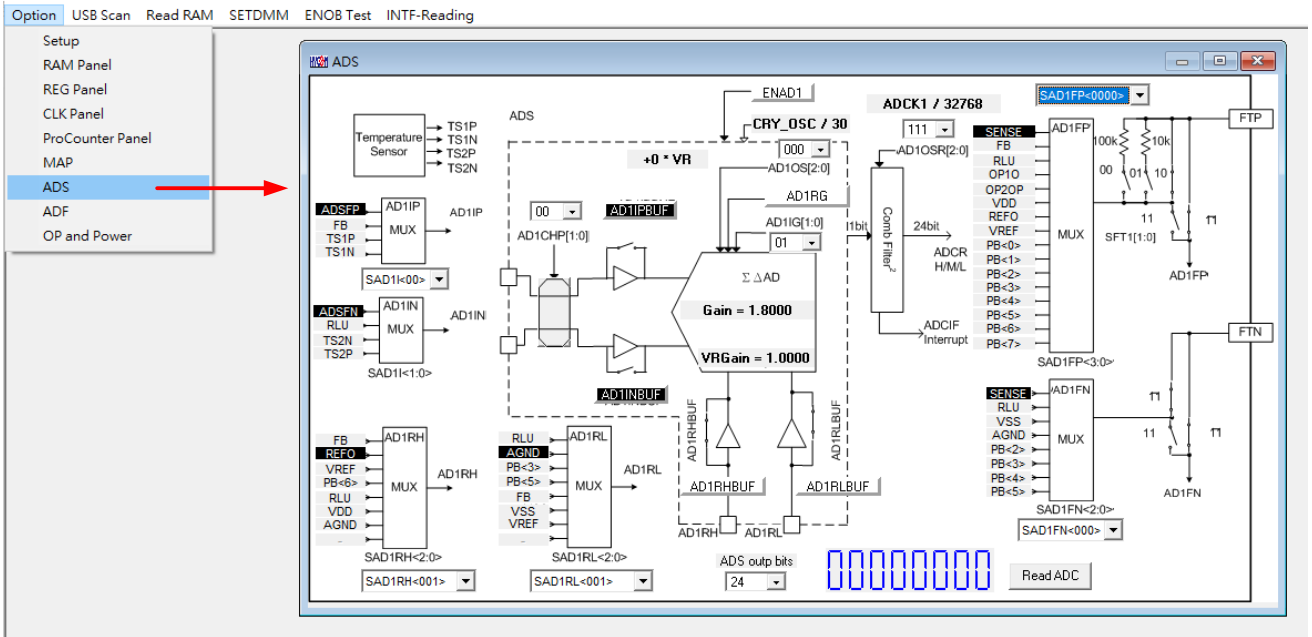 Option USB Scan Read RAM SETDMM ENOB Test INTF-Reading
Setup
RAM Panel
REG Panel
CLK Panel
ProCounter Panel
MAP
ADS
ADF
OP and Power
ADS
Temperature
Sensor
TS1P
TS1N
TS2P
TS2N
ADS
ENAD1
CRY_OSC / 30
+0 * VR
000
AD1OS[2:0]
AD1RG
AD1IG[1:0]
01
ADCK1 / 32768
111
AD1OSR[2:0]
SAD1FP<0000>
FTP
ADSFP
FB
TS1P
TS1N
AD1IP
MUX
AD1IP
SAD1I<00>
ADSFN
RLU
TS2N
TS2P
AD1IN
MUX
AD1IN
SAD1I<1:0>
00
AD1IPBUF
AD1CHP[1:0]
Σ ΔAD
Gain = 1.8000
VRGain = 1.0000
AD1INBUF
1bit
Comb Filter²
24bit
ADCR
H/M/L
ADCIF
Interrupt
SENSE
FB
RLU
OP1O
OP2OP
VDD
REFO
VREF
PB<0>
PB<1>
PB<2>
PB<3>
PB<4>
PB<5>
PB<6>
PB<7>
AD1FP
MUX
SAD1FP<3:0>
100k
10k
00
01
10
11
SFT1[1:0]
AD1FP
FTN
SENSE
RLU
VSS
AGND
PB<2>
PB<3>
PB<4>
PB<5>
AD1FN
MUX
11
AD1FN
SAD1FN<2:0>
SAD1FN<000>
FB
REFO
VREF
PB<6>
RLU
VDD
AGND
-
AD1RH
MUX
AD1RH
SAD1RH<2:0>
SAD1RH<001>
RLU
AGND
PB<3>
PB<5>
FB
VSS
VREF
-
AD1RL
MUX
AD1RL
SAD1RL<2:0>
SAD1RL<001>
AD1RHBUF
AD1RLBUF
AD1RHBUF
AD1RLBUF
AD1RH
AD1RL
ADS outp bits
24
00000000
Read ADC